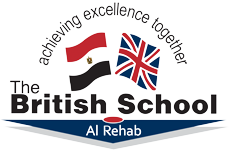 achieving excellence together
The
British School
Al Rehab